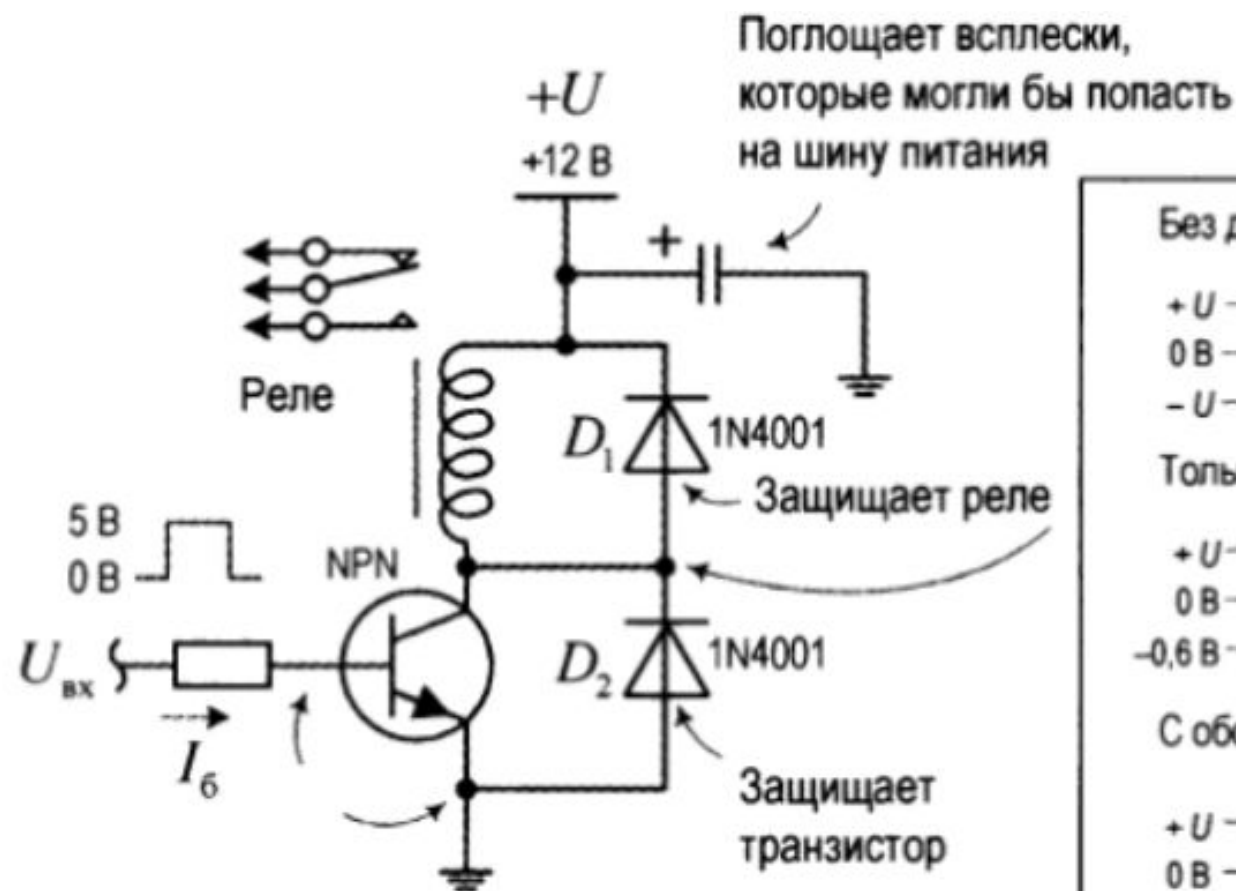 Поглощает всплески,
которые могли бы попасть
на шину питания
+U
+12 В
+
Реле
D₁
1N4001
Защищает реле
5 В
0 В
NPN
Uвх
Iб
D₂
1N4001
Защищает
транзистор
Без
+ U
0 В
– U
+ U
0 В
–0,6 В
С
+ U
0 В